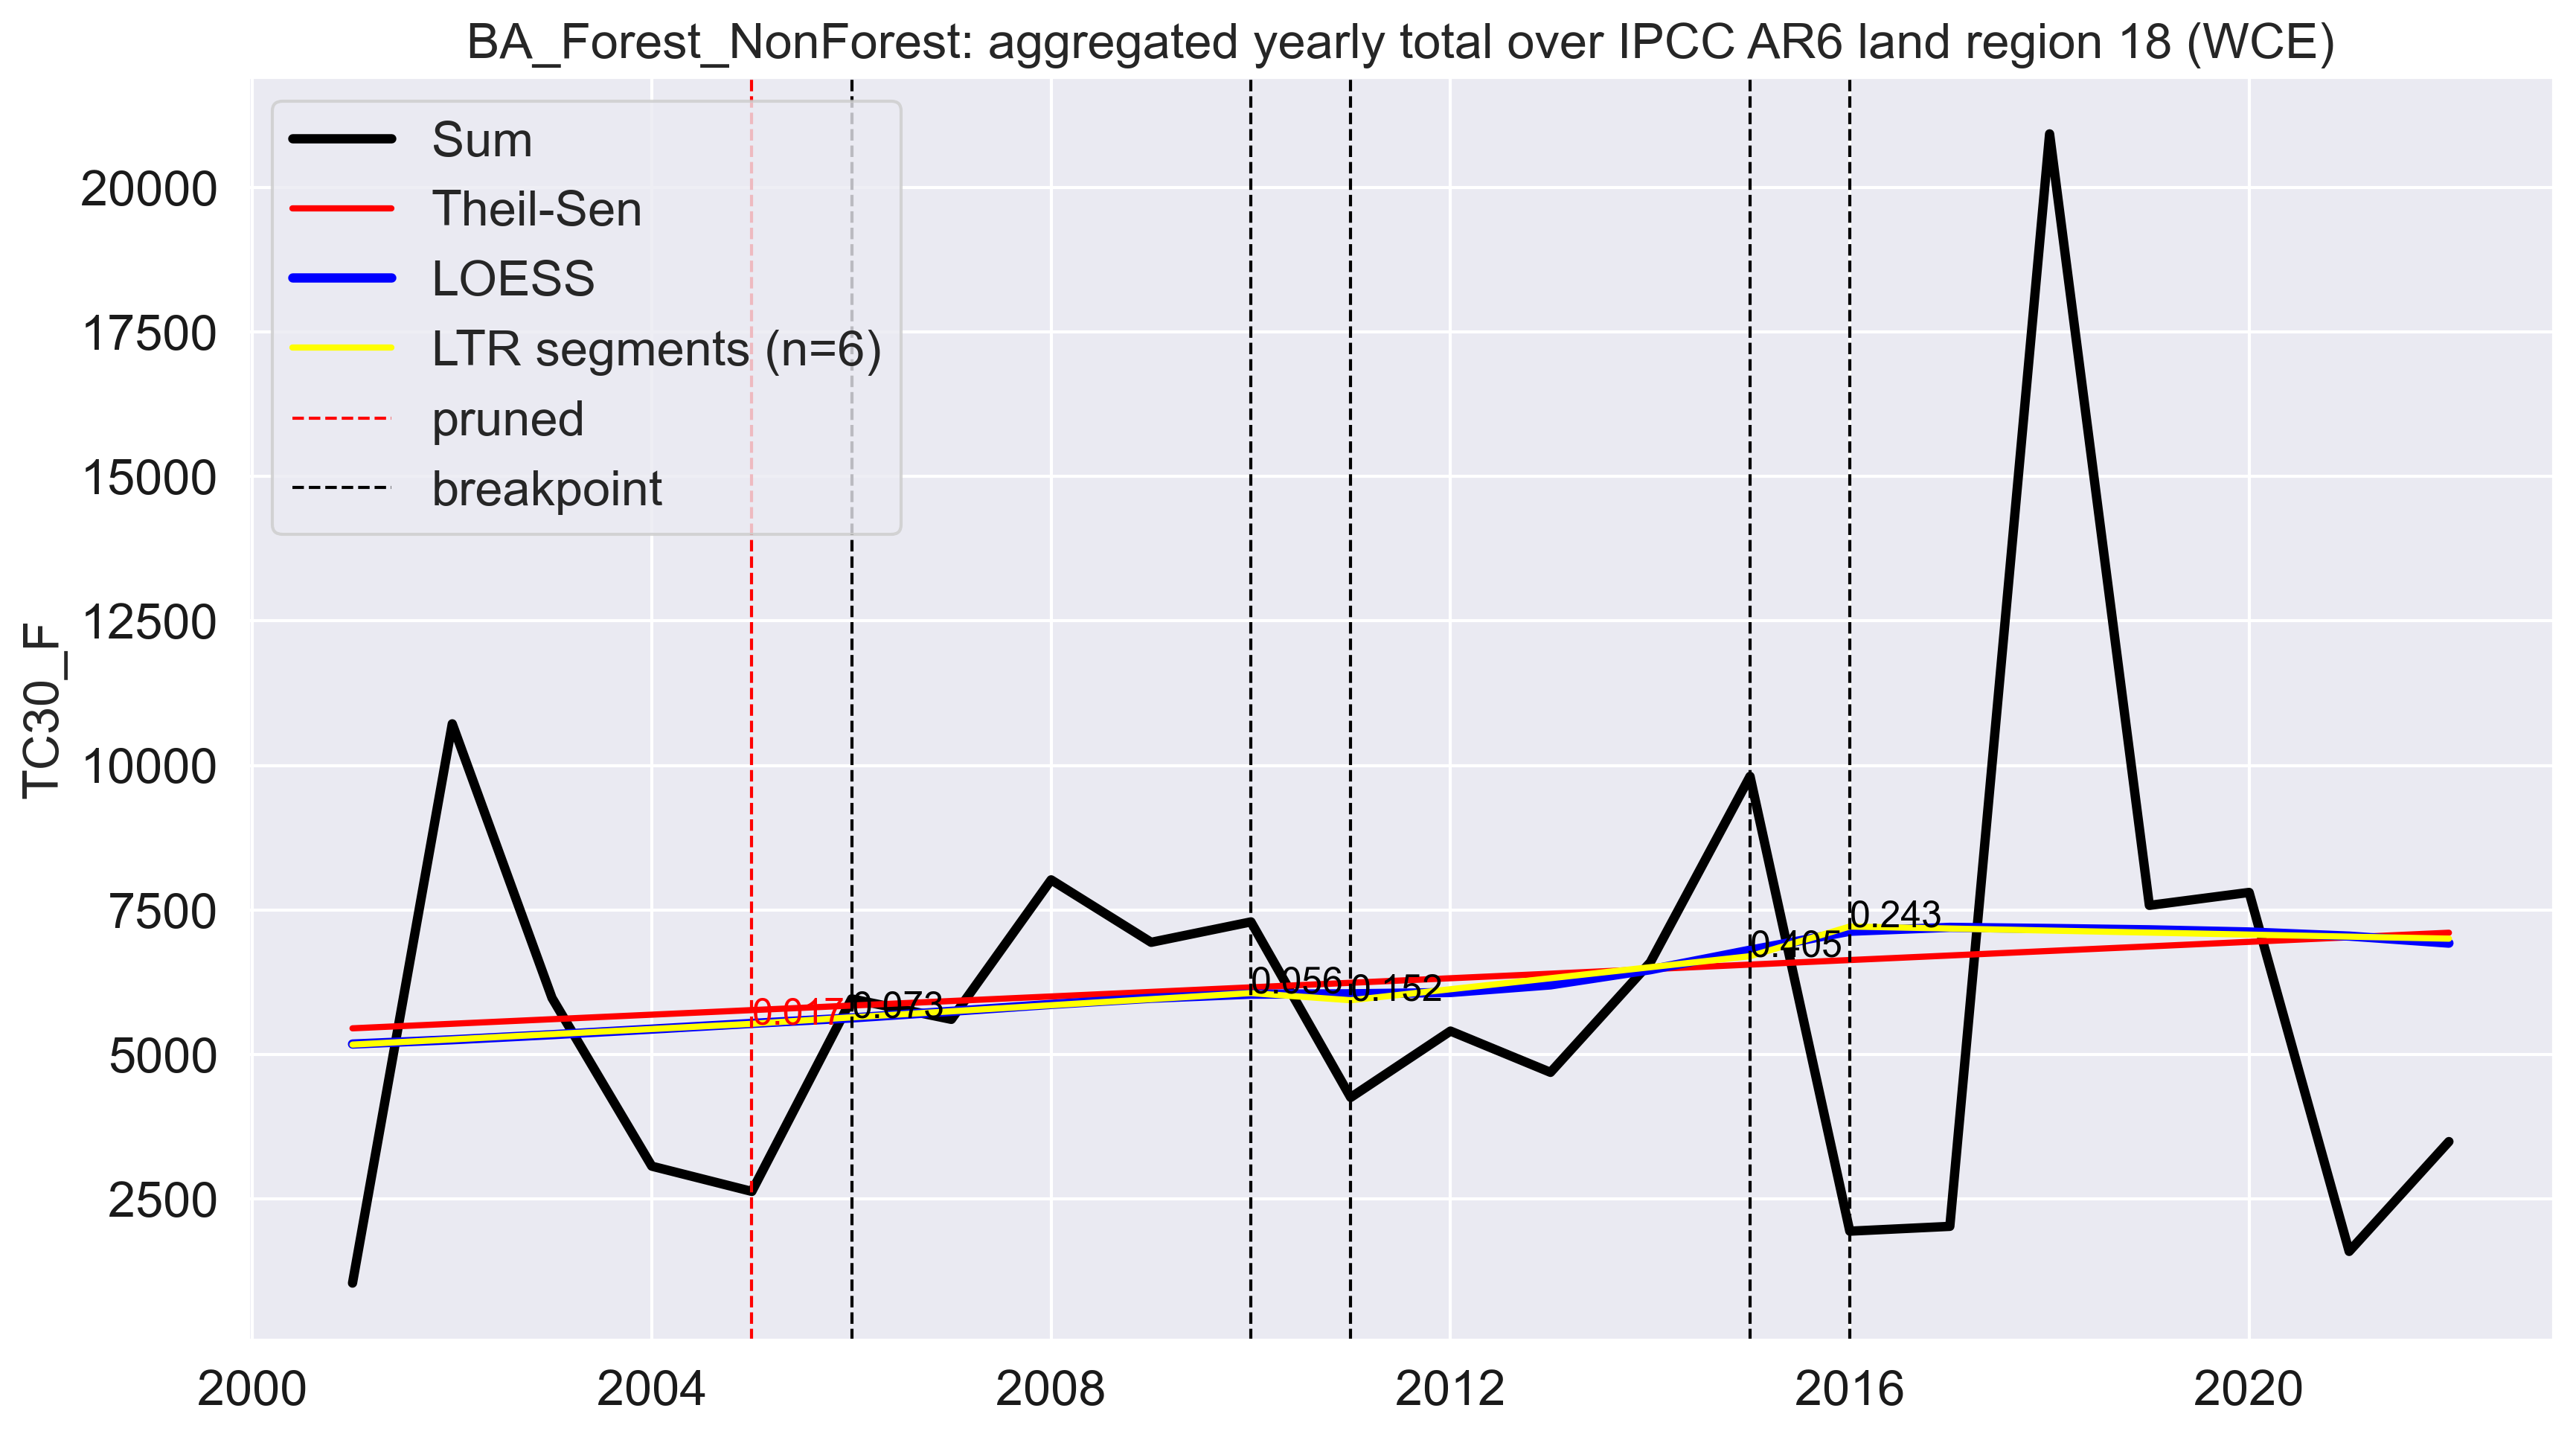 BA_Forest_NonForest: aggregated yearly total over IPCC AR6 land region 18 (WCE)
Sum
Theil-Sen
LOESS
LTR segments (n=6)
pruned
breakpoint
TC30_F
20000
17500
15000
12500
10000
7500
5000
2500
0.017
0.073
0.056
0.152
0.405
0.243
2000
2004
2008
2012
2016
2020